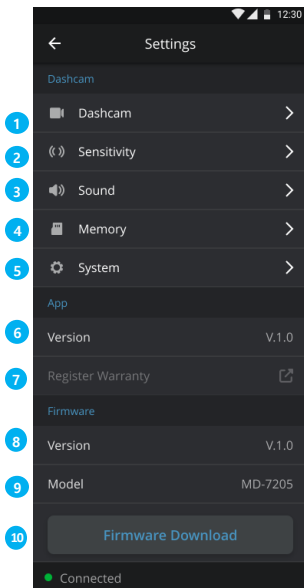 12:30
Settings
Dashcam
1 Dashcam
2 Sensitivity
3 Sound
4 Memory
5 System
App
6 Version V.1.0
7 Register Warranty
Firmware
8 Version V.1.0
9 Model MD-7205
10 Firmware Download
Connected